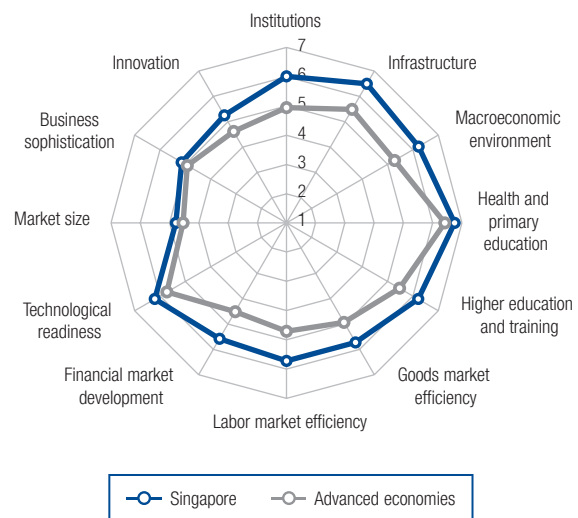 Institutions
7
Innovation
6
Infrastructure
5
Business
sophistication
4
Macroeconomic
environment
3
2
Market size
1
Health and
primary
education
Technological
readiness
Higher education
and training
Financial market
development
Goods market
efficiency
Labor market efficiency
Singapore
Advanced economies